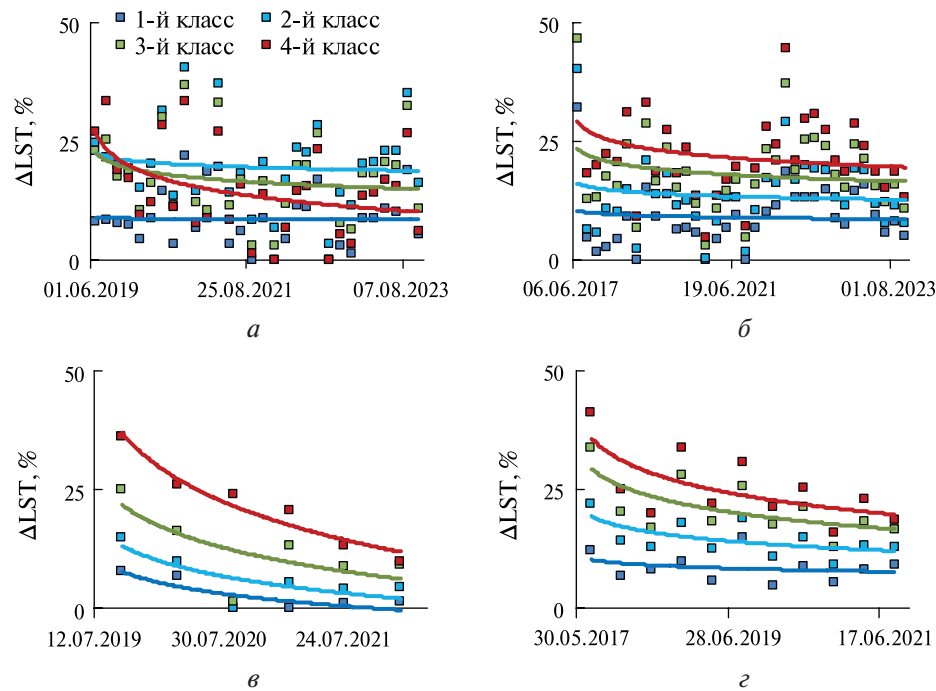 50
1-й класс 2-й класс
3-й класс 4-й класс
ΔLST, %
25
0
01.06.2019 25.08.2021 07.08.2023
а
50
ΔLST, %
25
0
06.06.2017 19.06.2021 01.08.2023
б
50
ΔLST, %
25
0
12.07.2019 30.07.2020 24.07.2021
в
50
ΔLST, %
25
0
30.05.2017 28.06.2019 17.06.2021
г